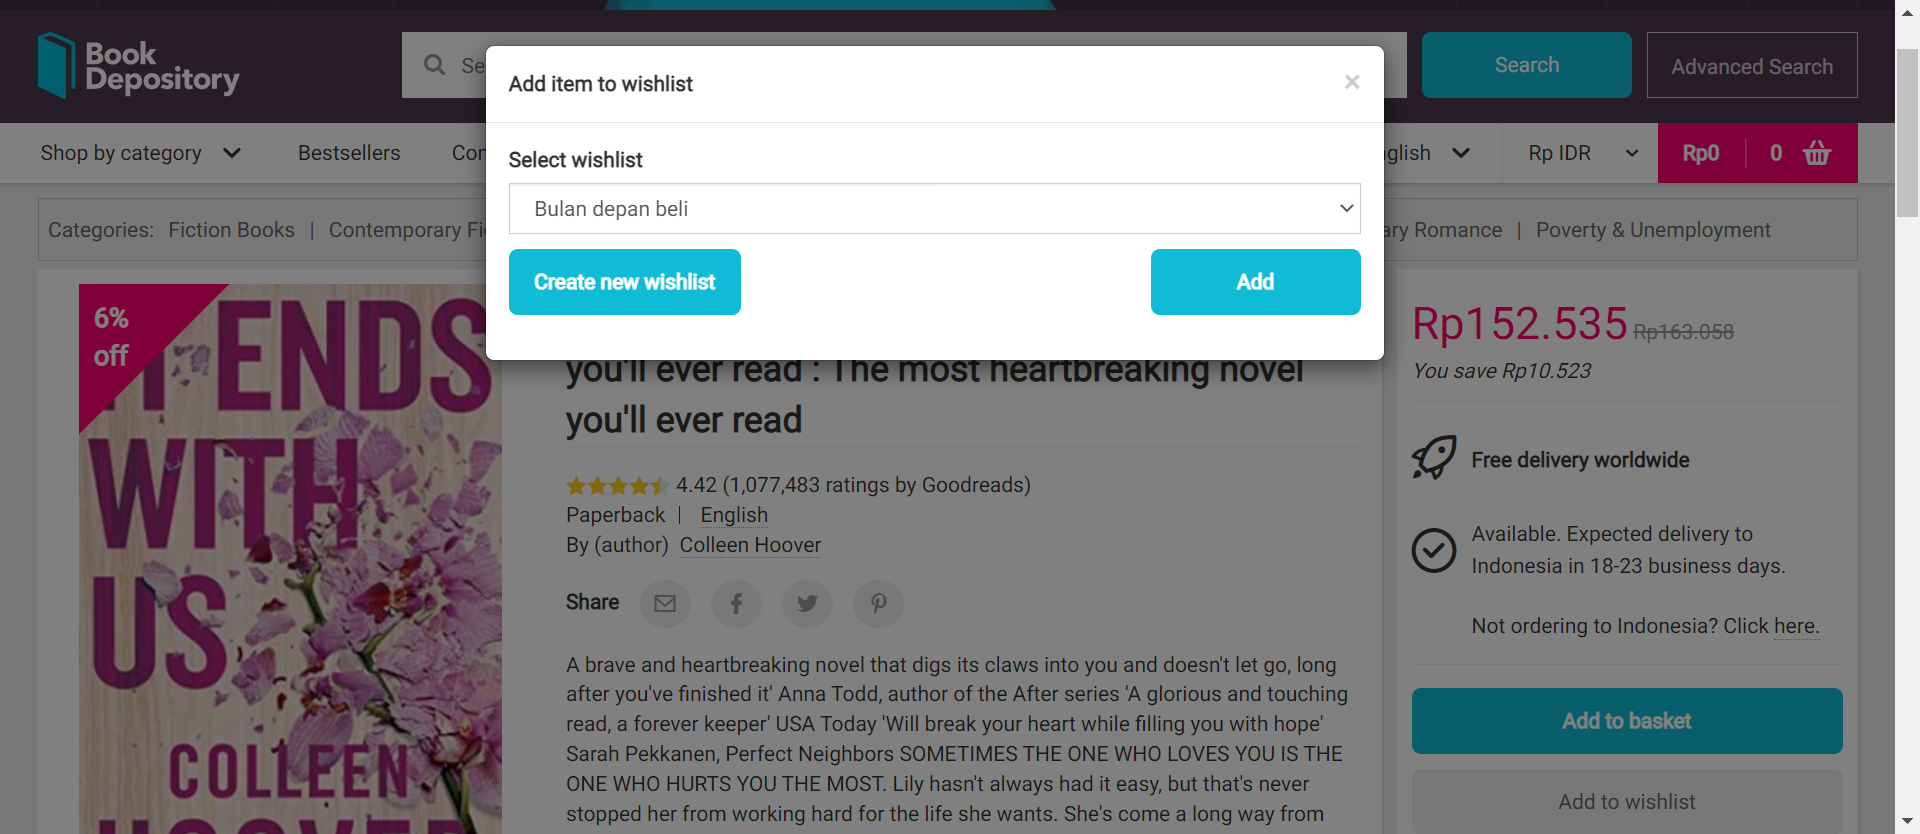 Book
Depository
Se
Search
Advanced Search
Add item to wishlist
×
Select wishlist
Bulan depan beli
Create new wishlist
Add
Shop by category
Bestsellers
Con
glish
Rp IDR
Rp0
0
Categories: Fiction Books | Contemporary Fi
ary Romance | Poverty & Unemployment
6%
off
IT ENDS
WITH
US
COLLEEN
HOOVER
you'll ever read : The most heartbreaking novel
you'll ever read
4.42 (1,077,483 ratings by Goodreads)
Paperback | English
By (author) Colleen Hoover
Share
A brave and heartbreaking novel that digs its claws into you and doesn't let go, long
after you've finished it' Anna Todd, author of the After series 'A glorious and touching
read, a forever keeper' USA Today 'Will break your heart while filling you with hope'
Sarah Pekkanen, Perfect Neighbors SOMETIMES THE ONE WHO LOVES YOU IS THE
ONE WHO HURTS YOU THE MOST. Lily hasn't always had it easy, but that's never
stopped her from working hard for the life she wants. She's come a long way from
Rp152.535 Rp163.058
You save Rp10.523
Free delivery worldwide
Available. Expected delivery to
Indonesia in 18-23 business days.
Not ordering to Indonesia? Click here.
Add to basket
Add to wishlist